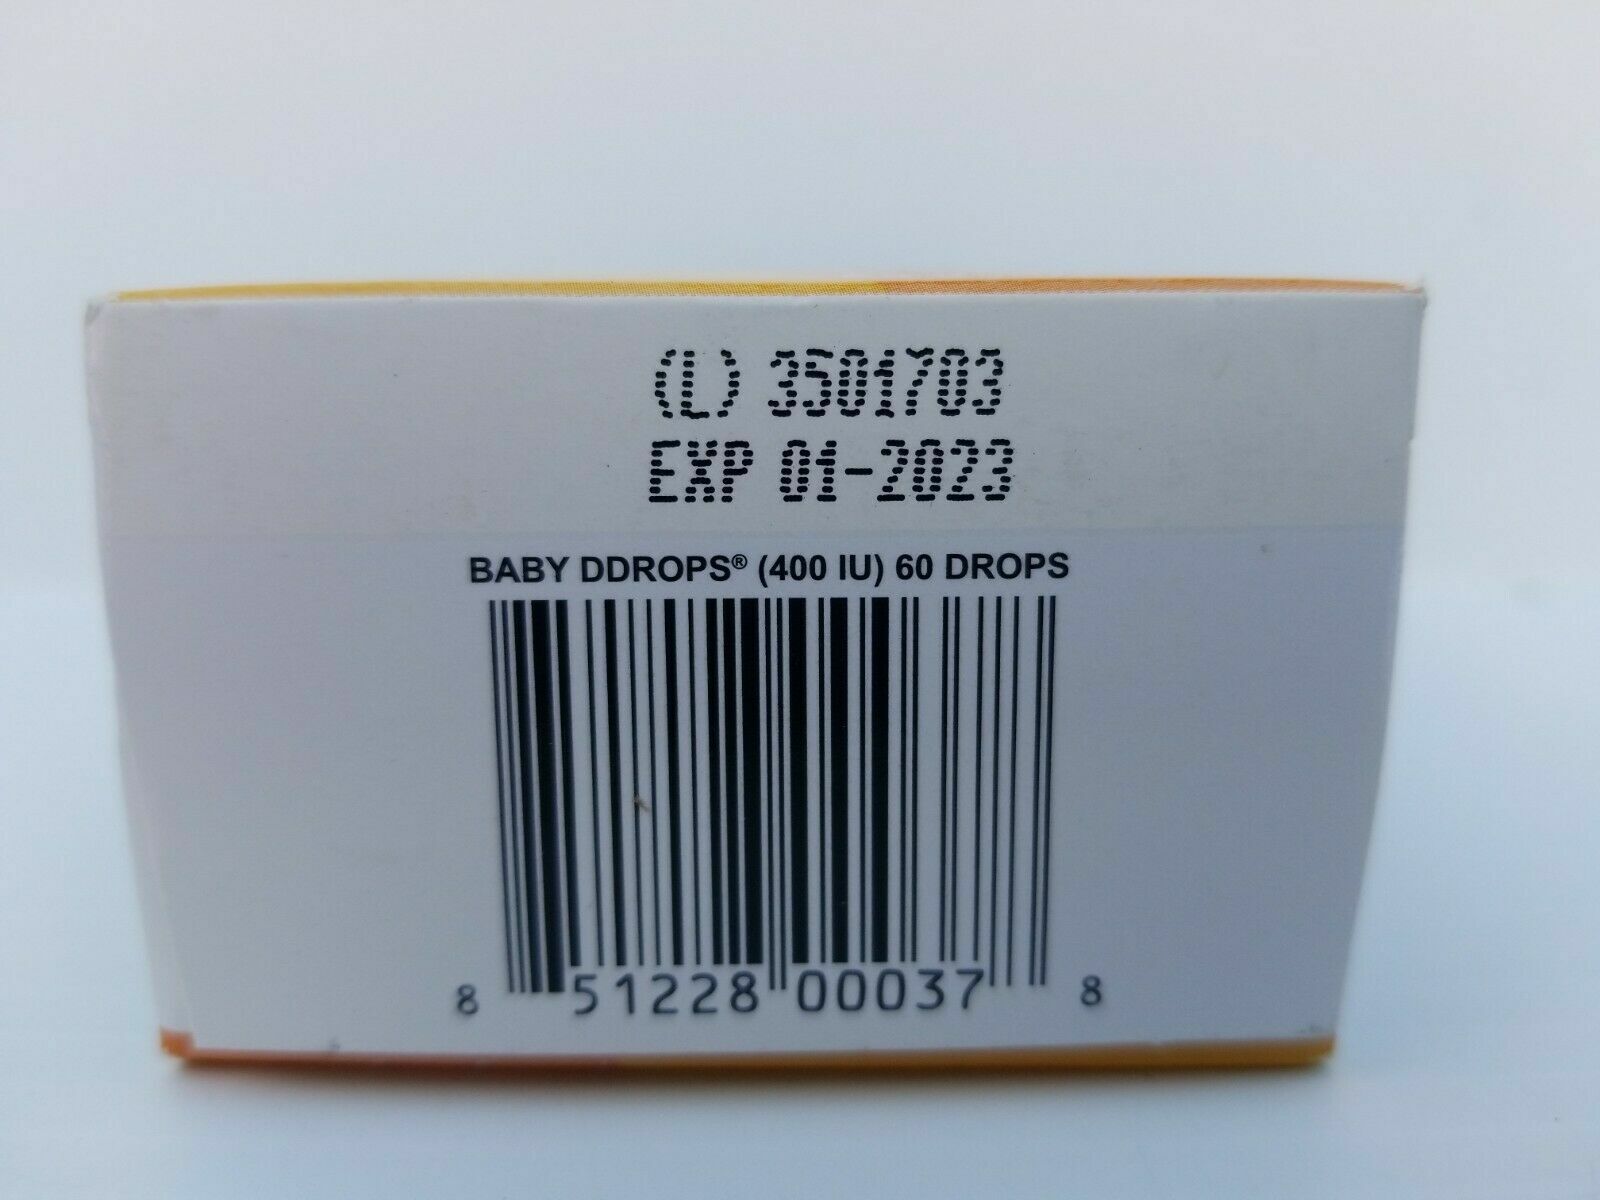 (L) 3501703
EXP 01-2023
BABY DDROPS® (400 IU) 60 DROPS
8 51228 00037 8